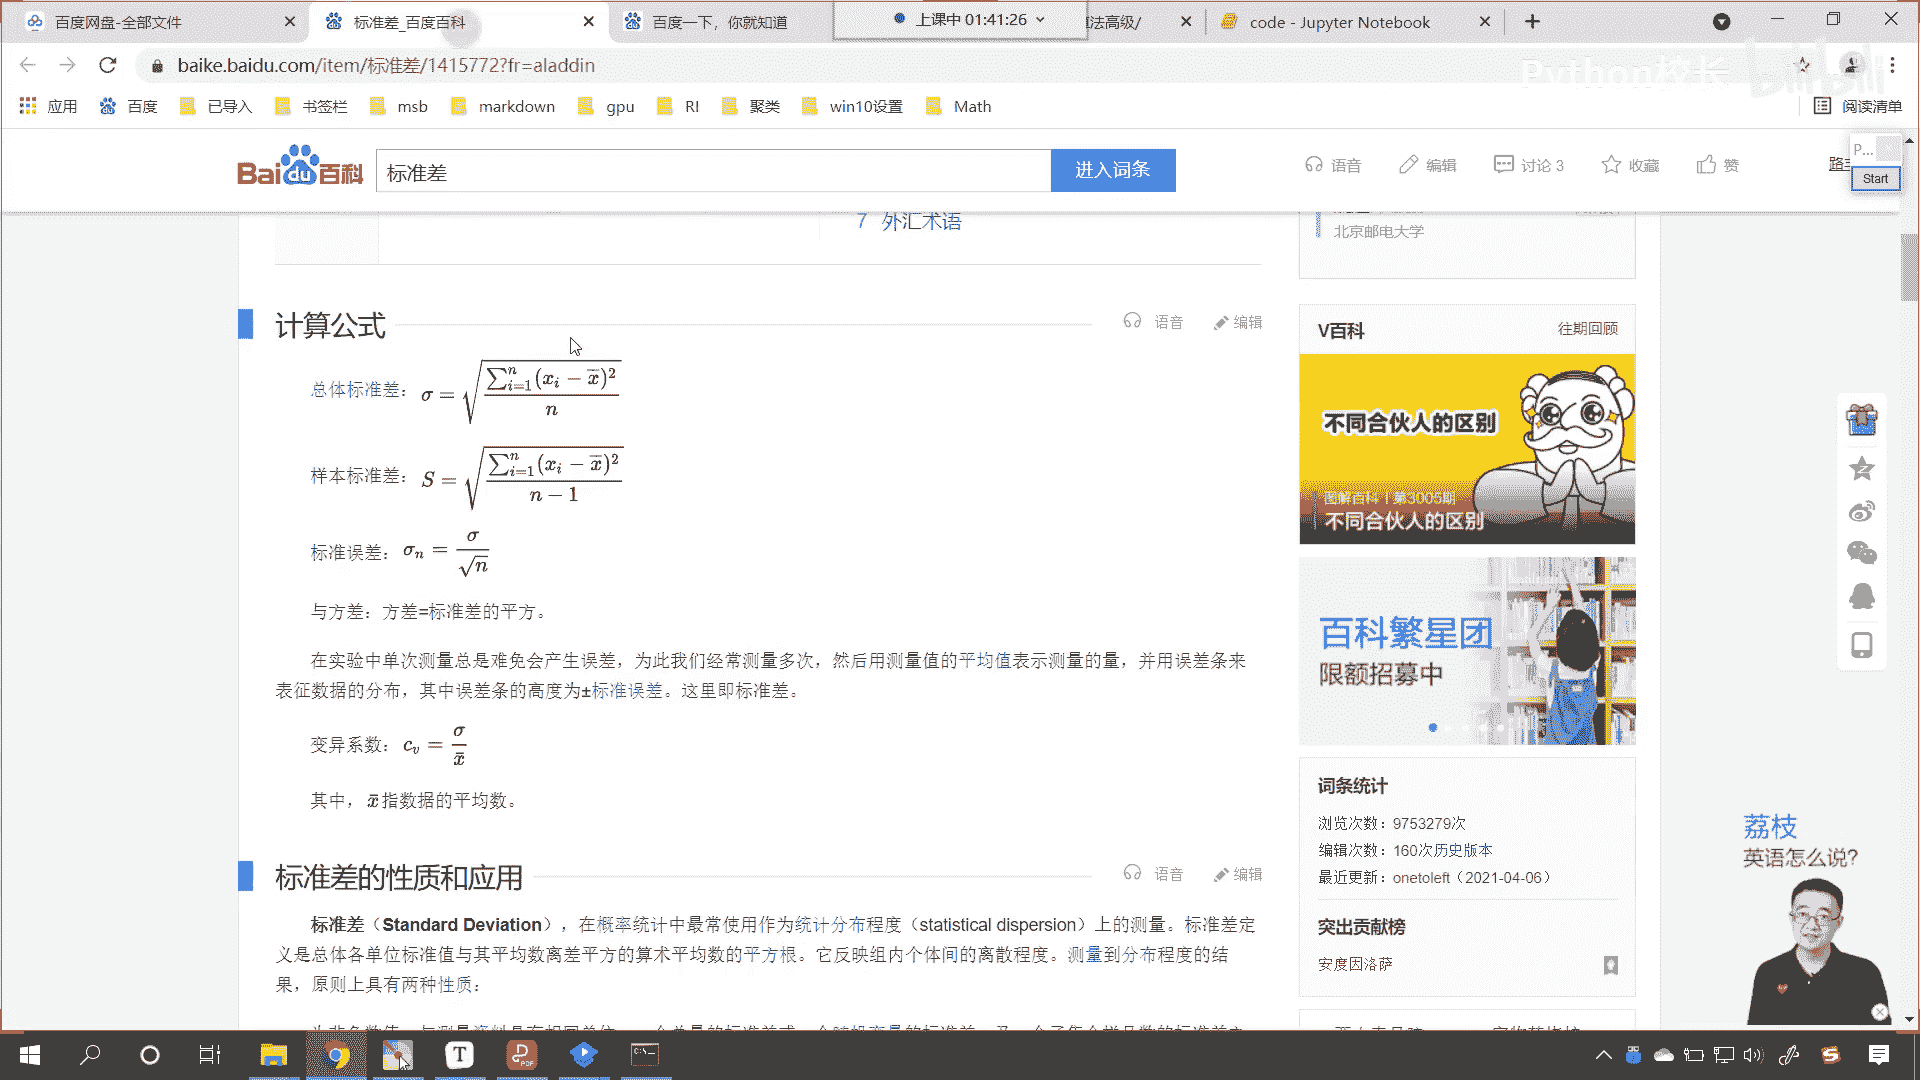 百度网盘-全部文件
标准差_百度百科
百度一下，你就知道
上课中 01:41:26
算法高级/
code - Jupyter Notebook
baike.baidu.com/item/标准差/1415772?fr=aladdin
Python校长
bilibili
应用
百度
已导入
书签栏
msb
markdown
gpu
RI
聚类
win10设置
Math
阅读清单
Bai du 百科
标准差
进入词条
语音
编辑
讨论 3
收藏
赞
P...
Start
7 外汇术语
北京邮电大学
计算公式
语音
编辑
总体标准差：σ = √(∑ⁿᵢ₌₁(xᵢ − x̄)² / n)
样本标准差：S = √(∑ⁿᵢ₌₁(xᵢ − x̄)² / n − 1)
标准误差：σₙ = σ / √n
与方差：方差=标准差的平方。
在实验中单次测量总是难免会产生误差，为此我们经常测量多次，然后用测量值的平均值表示测量的量，并用误差条来
表征数据的分布，其中误差条的高度为±标准误差。这里即标准差。
变异系数：cᵥ = σ / x̄
其中，x̄指数据的平均数。
标准差的性质和应用
语音
编辑
标准差（Standard Deviation），在概率统计中最常使用作为统计分布程度（statistical dispersion）上的测量。标准差定
义是总体各单位标准值与其平均数离差平方的算术平均数的平方根。它反映组内个体间的离散程度。测量到分布程度的结
果，原则上具有两种性质：
V百科
往期回顾
不同合伙人的区别
图解百科 | 第3005期
不同合伙人的区别
百科繁星团
限额招募中
词条统计
浏览次数：9753279次
编辑次数：160次历史版本
最近更新：onetoleft（2021-04-06）
突出贡献榜
安度因洛萨
荔枝
英语怎么说?